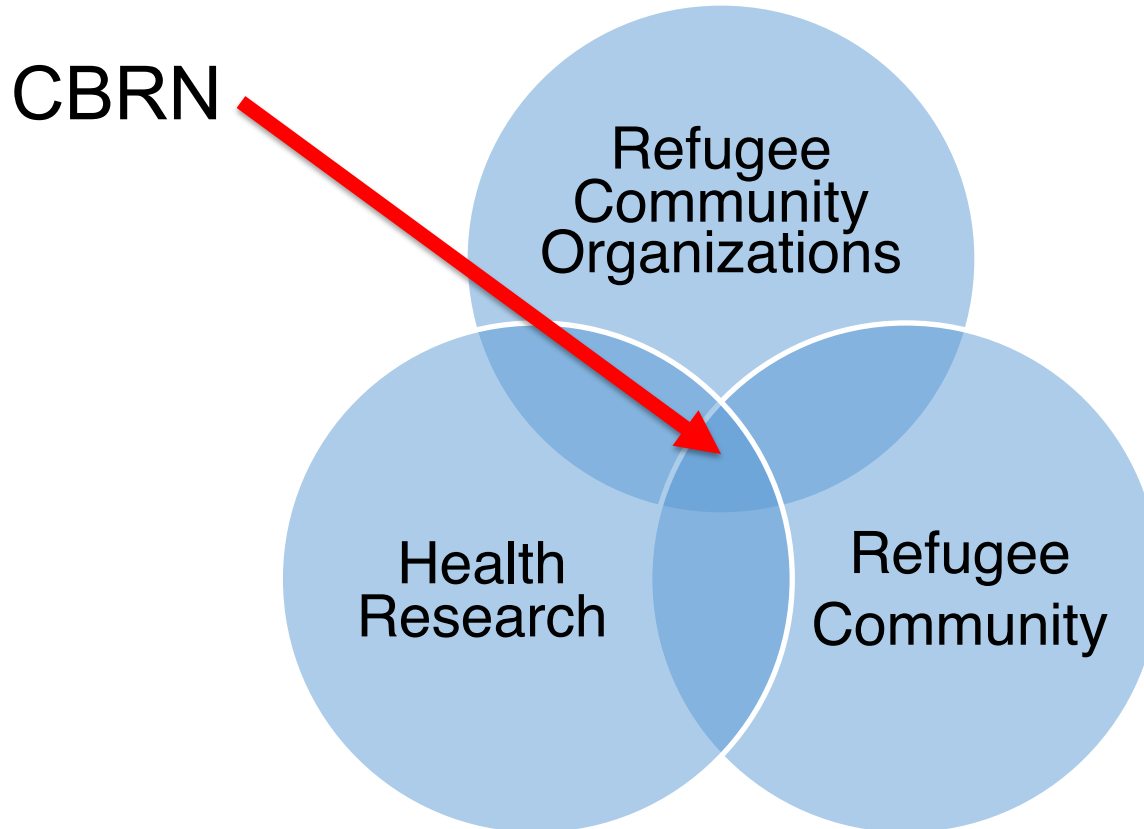 CBRN
Refugee
Community
Organizations
Health
Research
Refugee
Community